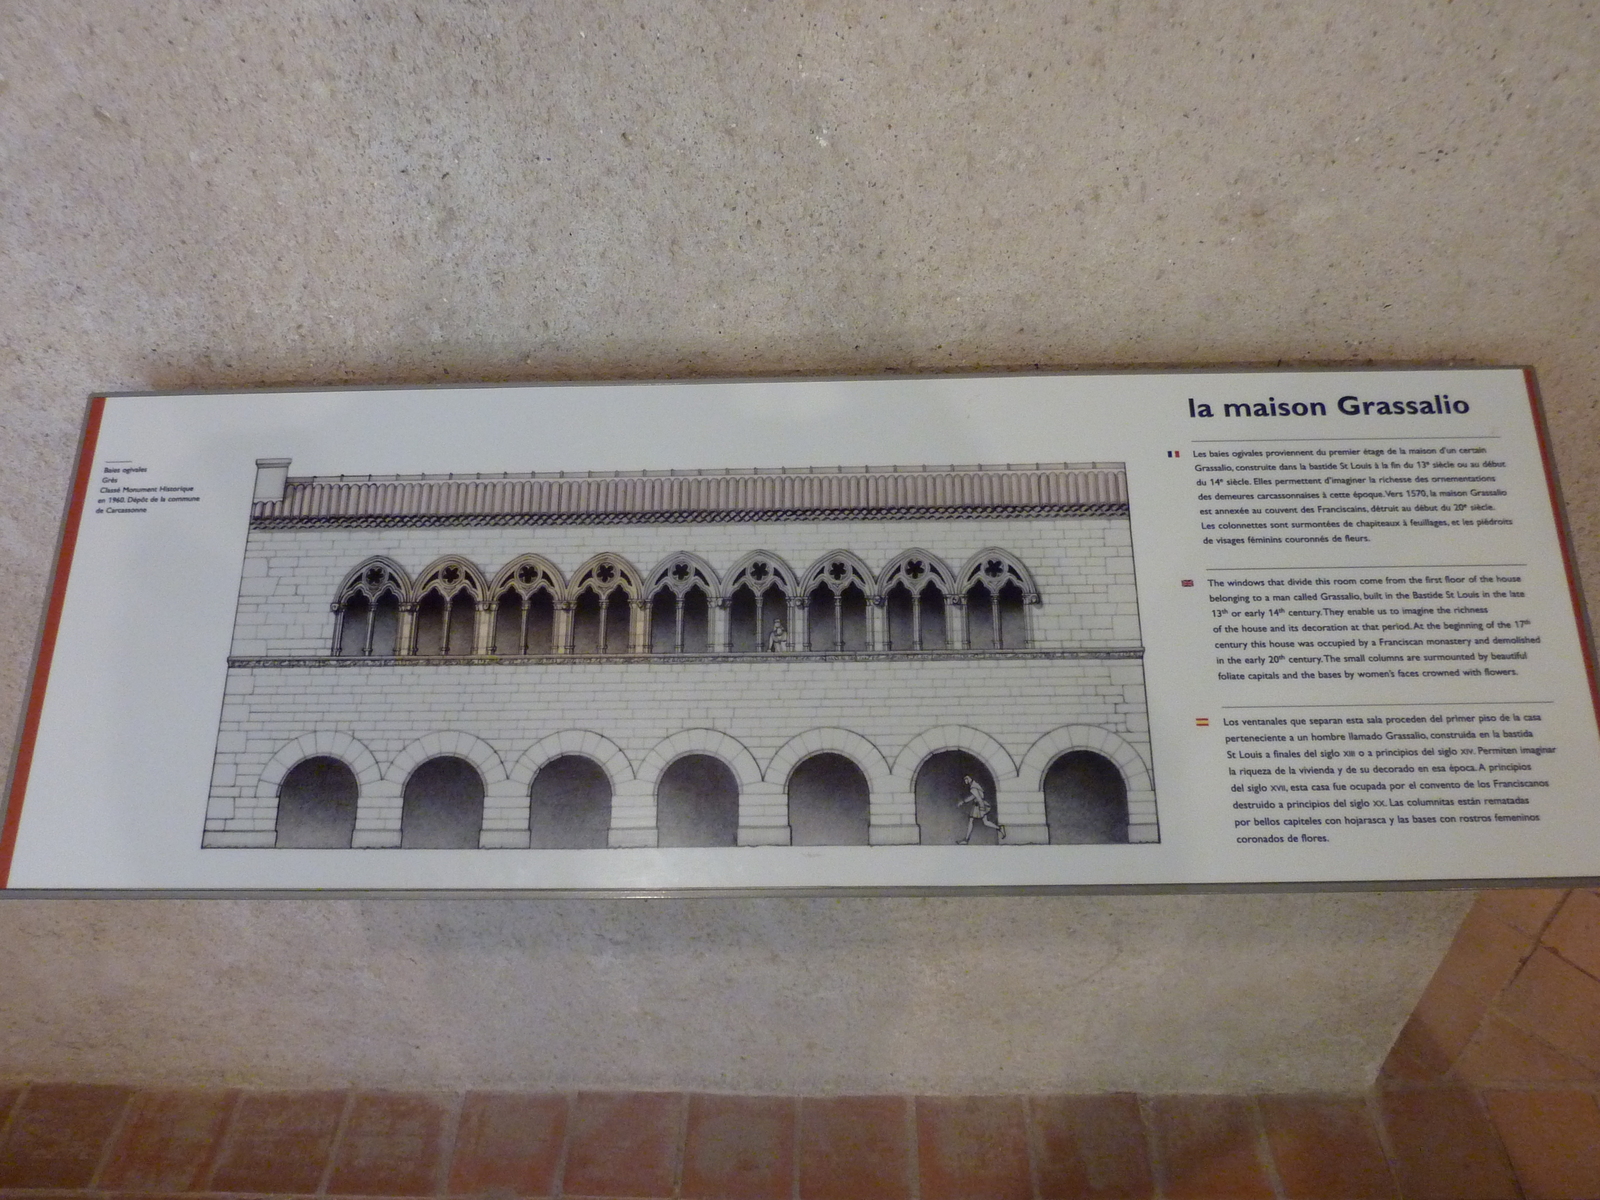 la maison Grassalio
Baies ogivales
Grès
Classé Monument Historique
en 1960. Dépôt de la commune
de Carcassonne
Les baies ogivales proviennent du premier étage de la maison d'un certain
Grassalio, construite dans la bastide St Louis à la fin du 13e siècle ou au début
du 14e siècle. Elles permettent d'imaginer la richesse des ornementations
des demeures carcassonnaises à cette époque. Vers 1570, la maison Grassalio
est annexée au couvent des Franciscains, détruit au début du 20e siècle.
Les colonnettes sont surmontées de chapiteaux à feuillages, et les piédroits
de visages féminins couronnés de fleurs.
The windows that divide this room come from the first floor of the house
belonging to a man called Grassalio, built in the Bastide St Louis in the late
13th or early 14th century. They enable us to imagine the richness
of the house and its decoration at that period. At the beginning of the 17th
century this house was occupied by a Franciscan monastery and demolished
in the early 20th century. The small columns are surmounted by beautiful
foliate capitals and the bases by women's faces crowned with flowers.
Los ventanales que separan esta sala proceden del primer piso de la casa
perteneciente a un hombre llamado Grassalio, construida en la bastida
St Louis a finales del siglo XIII o a principios del siglo XIV. Permiten imaginar
la riqueza de la vivienda y de su decorado en esa época. A principios
del siglo XVII, esta casa fue ocupada por el convento de los Franciscanos
destruido a principios del siglo XX. Las columnitas están rematadas
por bellos capiteles con hojarasca y las bases con rostros femeninos
coronados de flores.